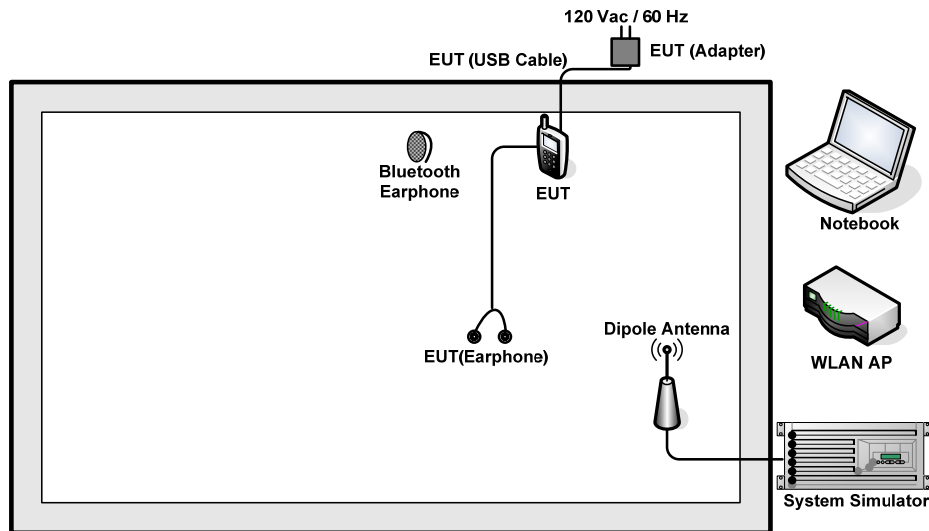 120 Vac / 60 Hz
EUT (Adapter)
EUT (USB Cable)
Bluetooth
Earphone
EUT
Notebook
Dipole Antenna
EUT(Earphone)
WLAN AP
System Simulator